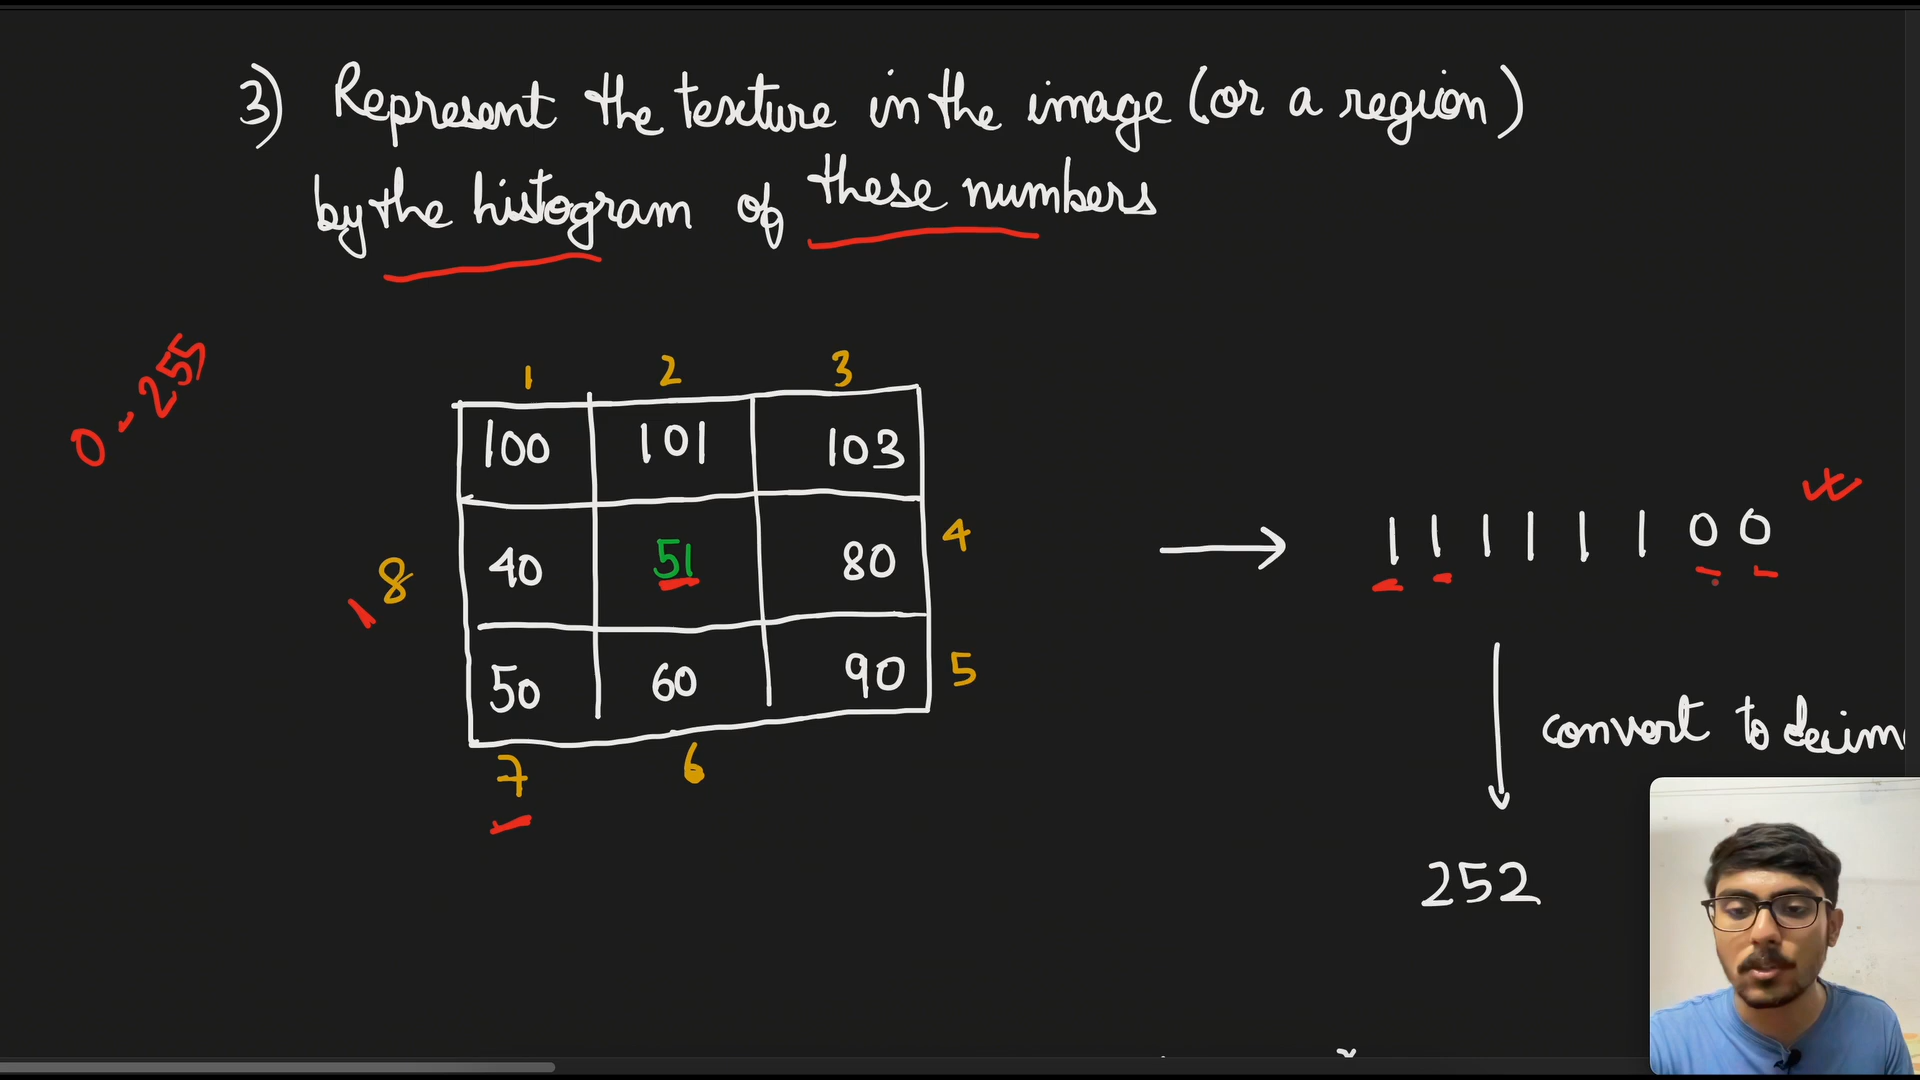 3) Represent the texture in the image (or a region)
by the histogram of these numbers
0 - 255
1 2 3
100 101 103
8 40 51 80 4
50 60 90 5
7 6
→ 1 1 1 1 1 1 0 0
convert to decim
252